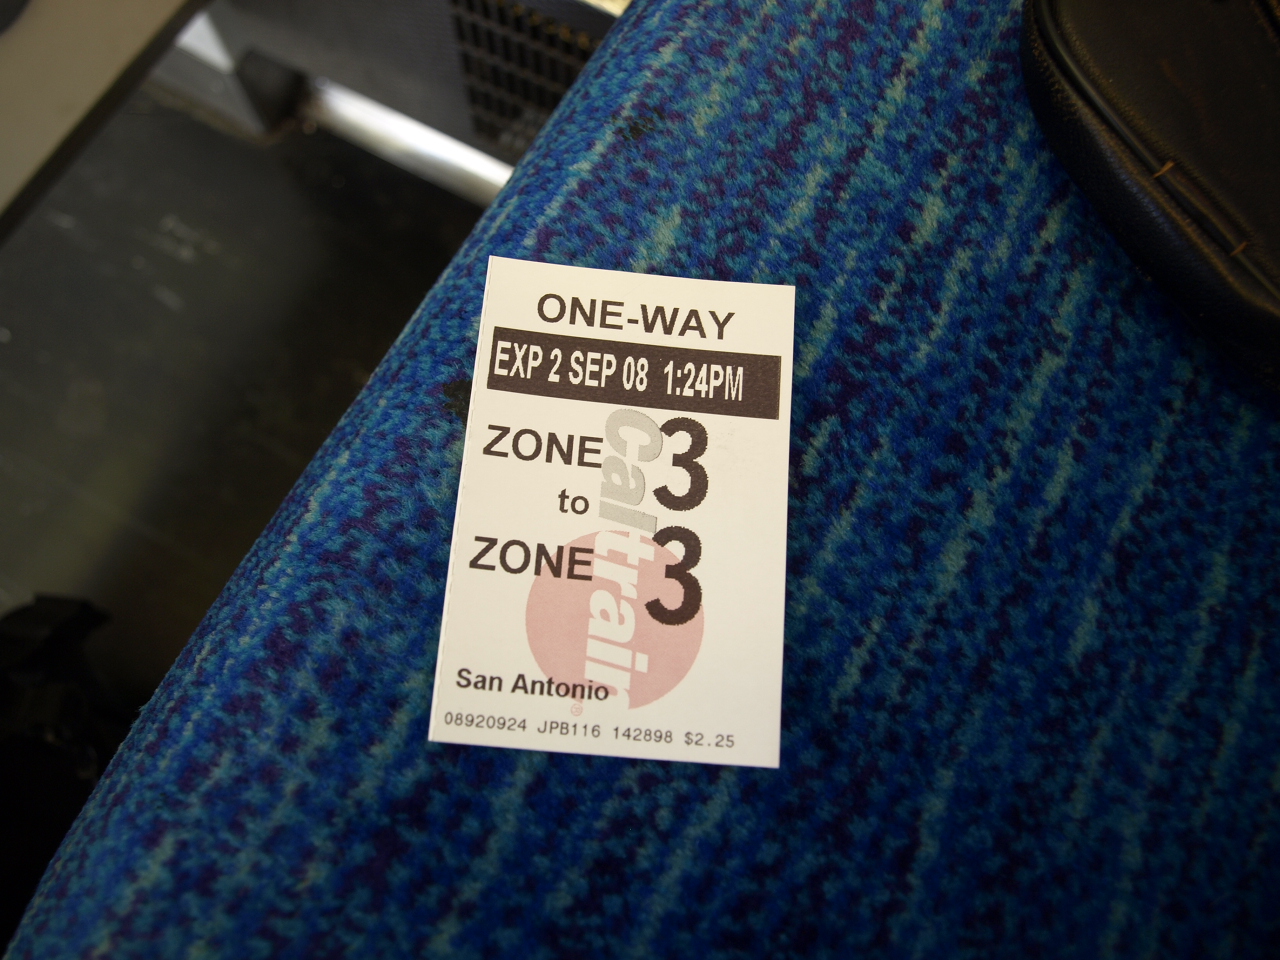 ONE-WAY
EXP 2 SEP 08 1:24PM
ZONE 3
to
ZONE 3
caltrain®
San Antonio
08920924 JPB116 142898 $2.25